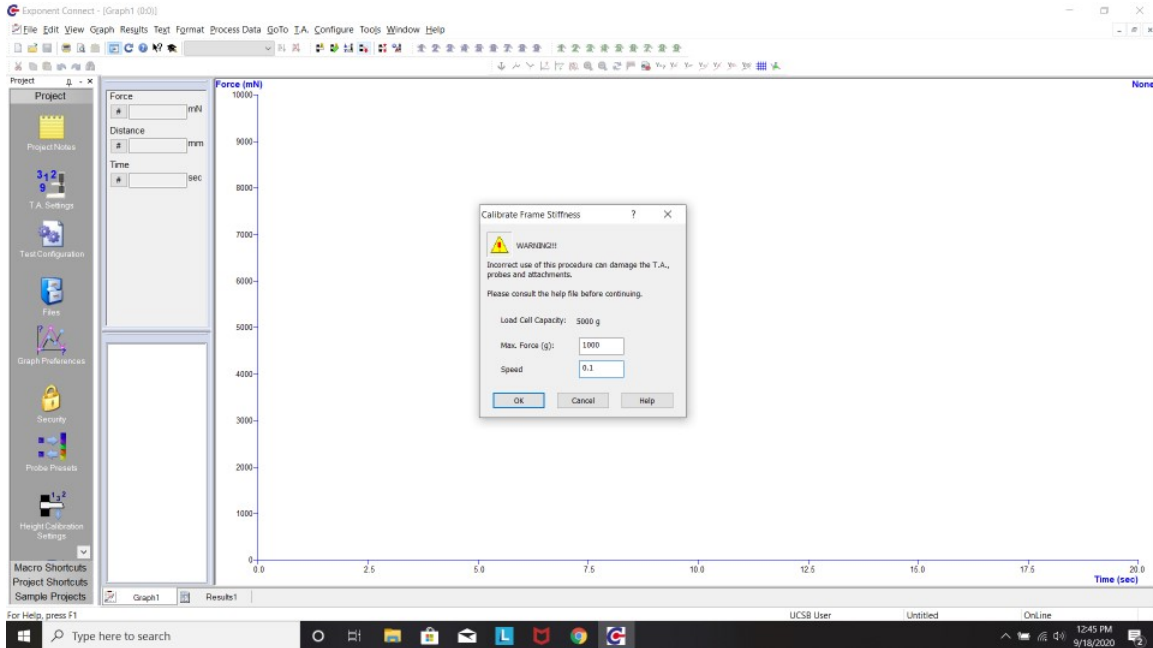 Exponent Connect - [Graph1 (0:0)]
File Edit View Graph Results Text Format Process Data GoTo T.A. Configure Tools Window Help
Project
Project
Project Notes
T.A. Settings
Test Configuration
Files
Graph Preferences
Security
Probe Presets
Height Calibration
Settings
Macro Shortcuts
Project Shortcuts
Sample Projects
Force
# mN
Distance
# mm
Time
# sec
Force (mN)
None
10000
9000
8000
7000
6000
5000
4000
3000
2000
1000
0
0.0 2.5 5.0 7.5 10.0 12.5 15.0 17.5 20.0
Time (sec)
Calibrate Frame Stiffness ?
WARNING!!!
Incorrect use of this procedure can damage the T.A.,
probes and attachments.
Please consult the help file before continuing.
Load Cell Capacity: 5000 g
Max. Force (g): 1000
Speed 0.1
OK Cancel Help
Graph1 Results1
For Help, press F1 UCSB User Untitled OnLine
Type here to search
12:45 PM
9/18/2020